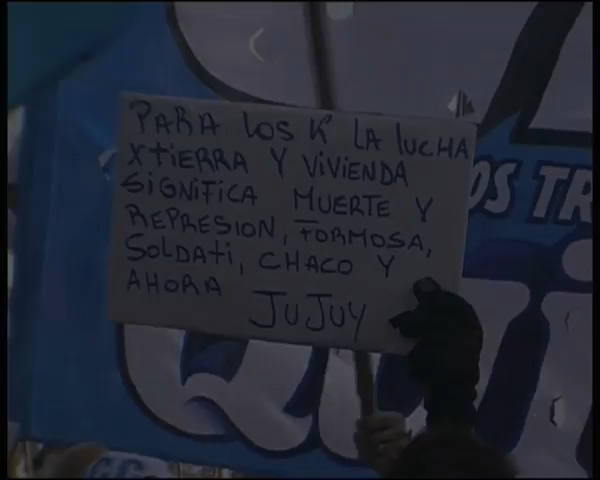 PARA LOS K LA LUCHA
XTIERRA Y VIVIENDA
SIGNIFICA MUERTE Y
REPRESION, FORMOSA,
SOLDATI, CHACO Y
AHORA JUJUY
OS TR